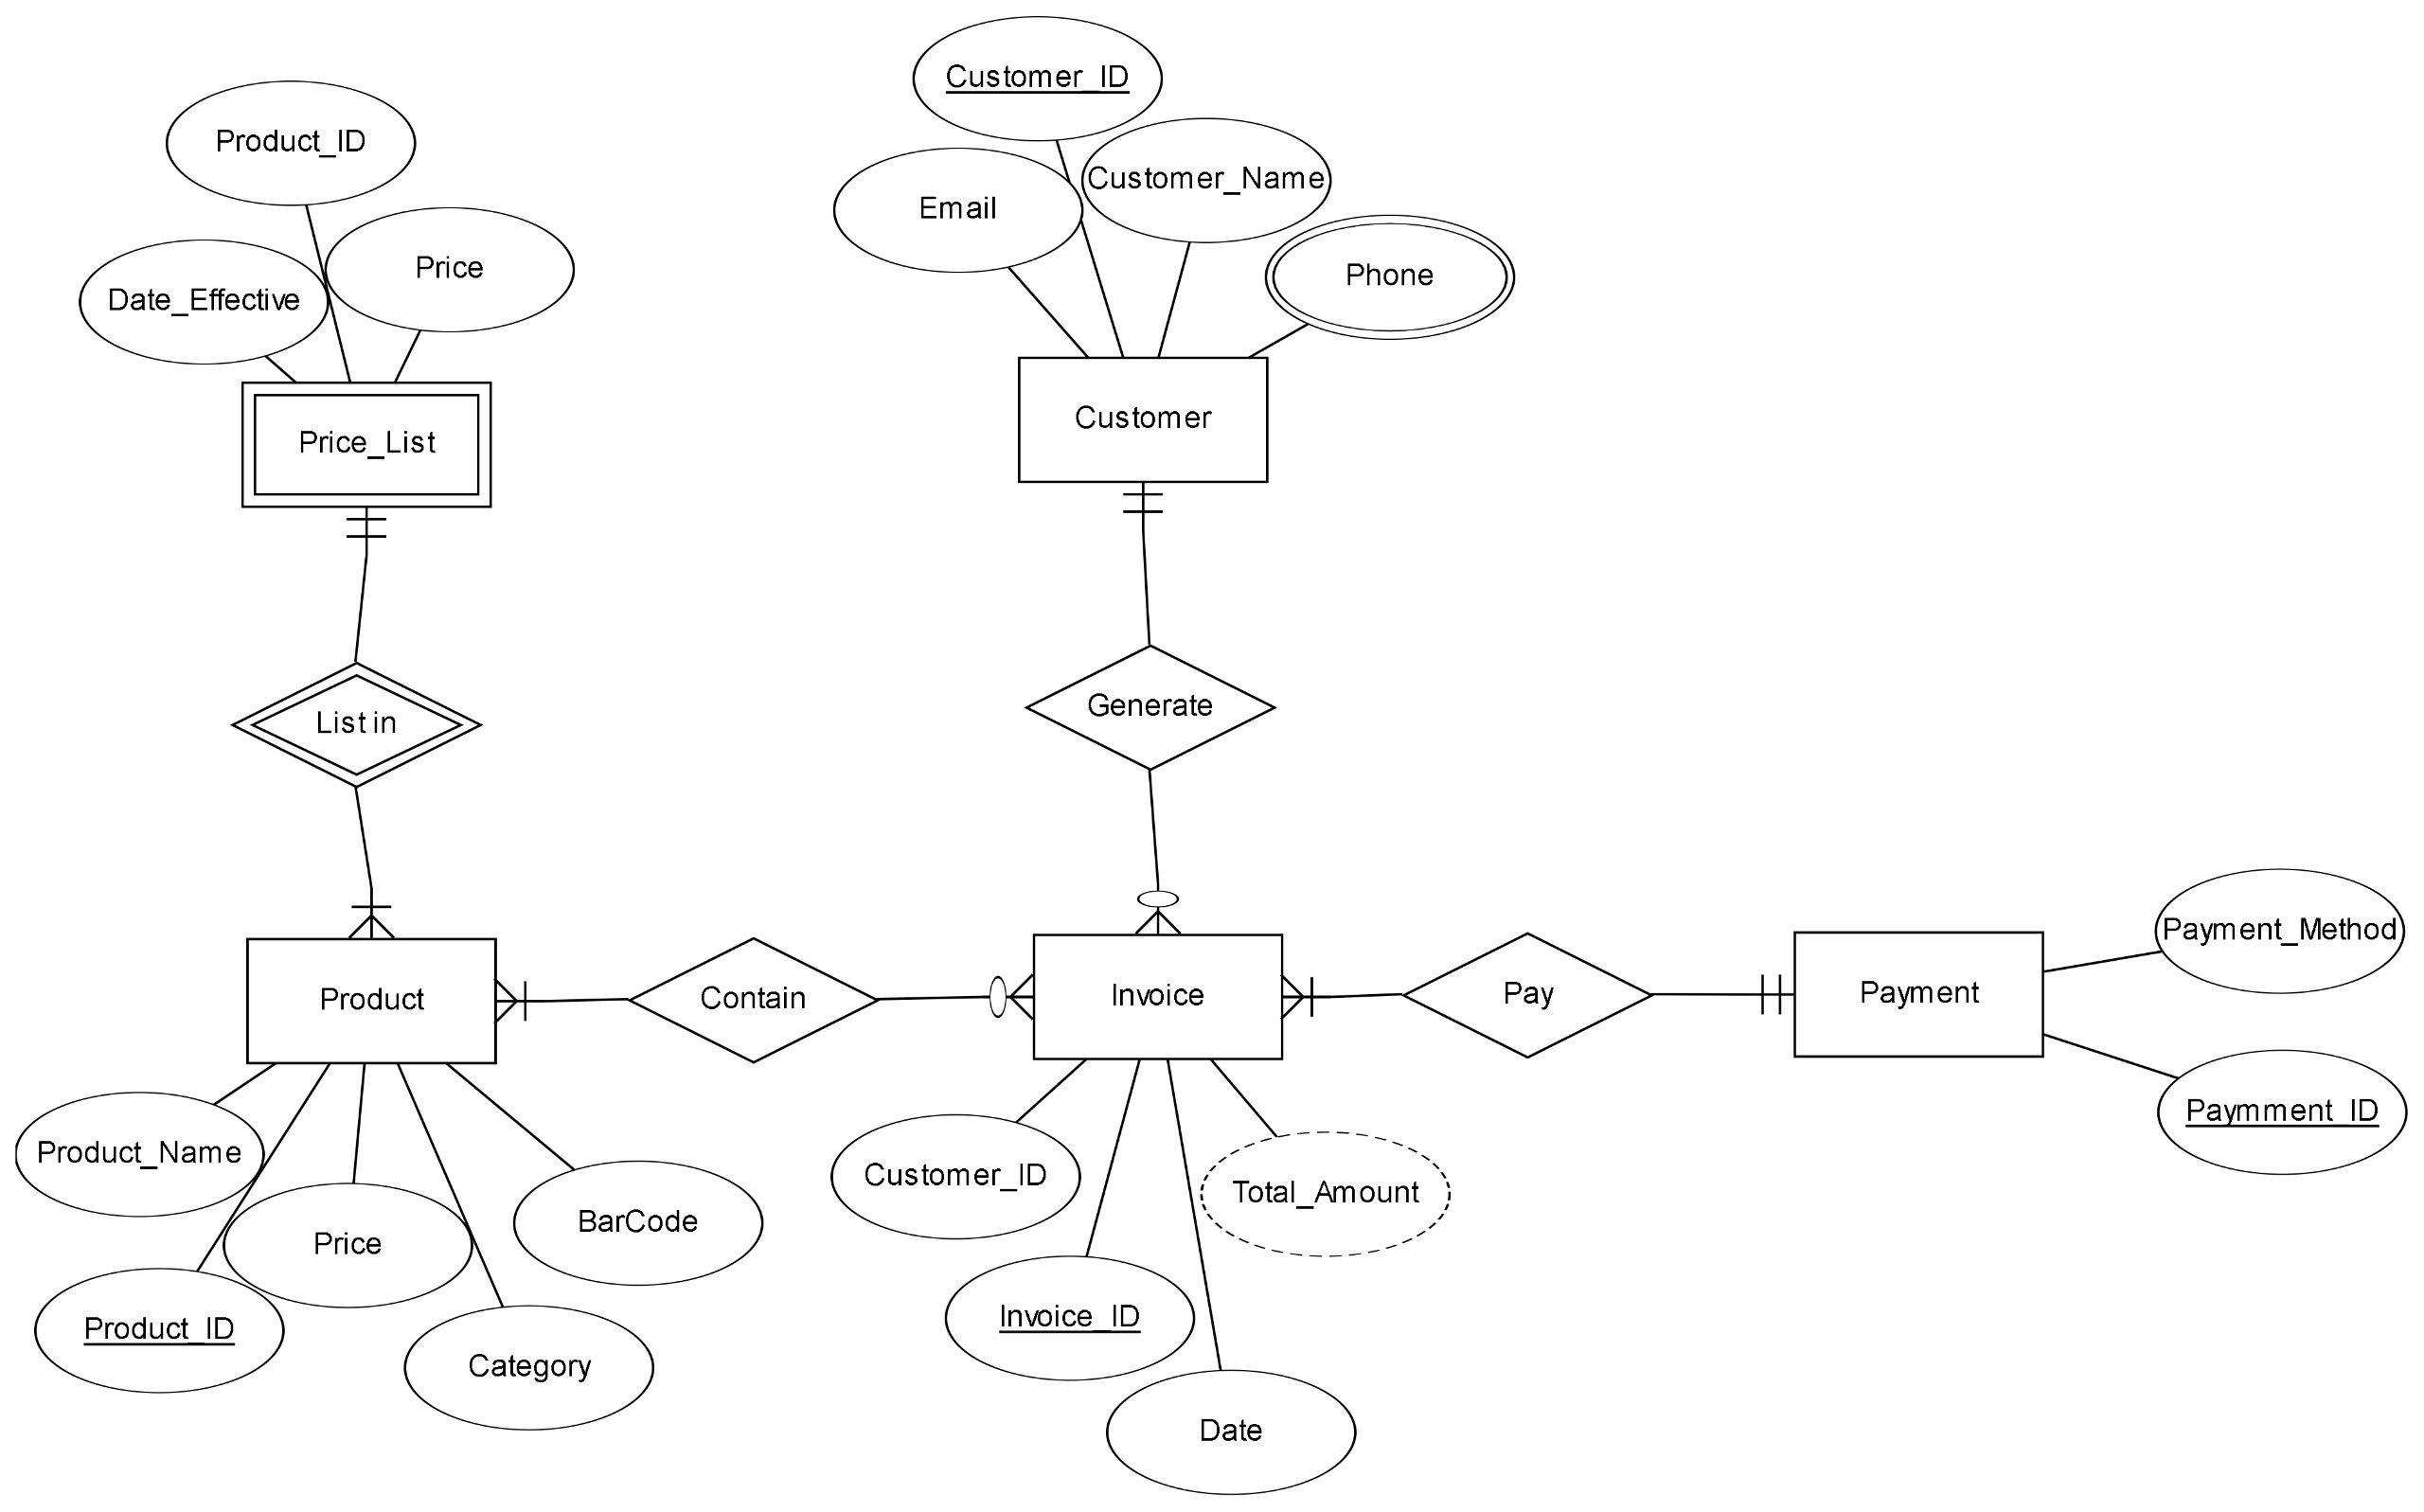 Customer_ID
Product_ID
Customer_Name
Email
Price
Phone
Date_Effective
Customer
Price_List
Generate
List in
Payment_Method
Product
Contain
Invoice
Pay
Payment
Paymment_ID
Product_Name
Customer_ID
Total_Amount
BarCode
Price
Product_ID
Invoice_ID
Category
Date